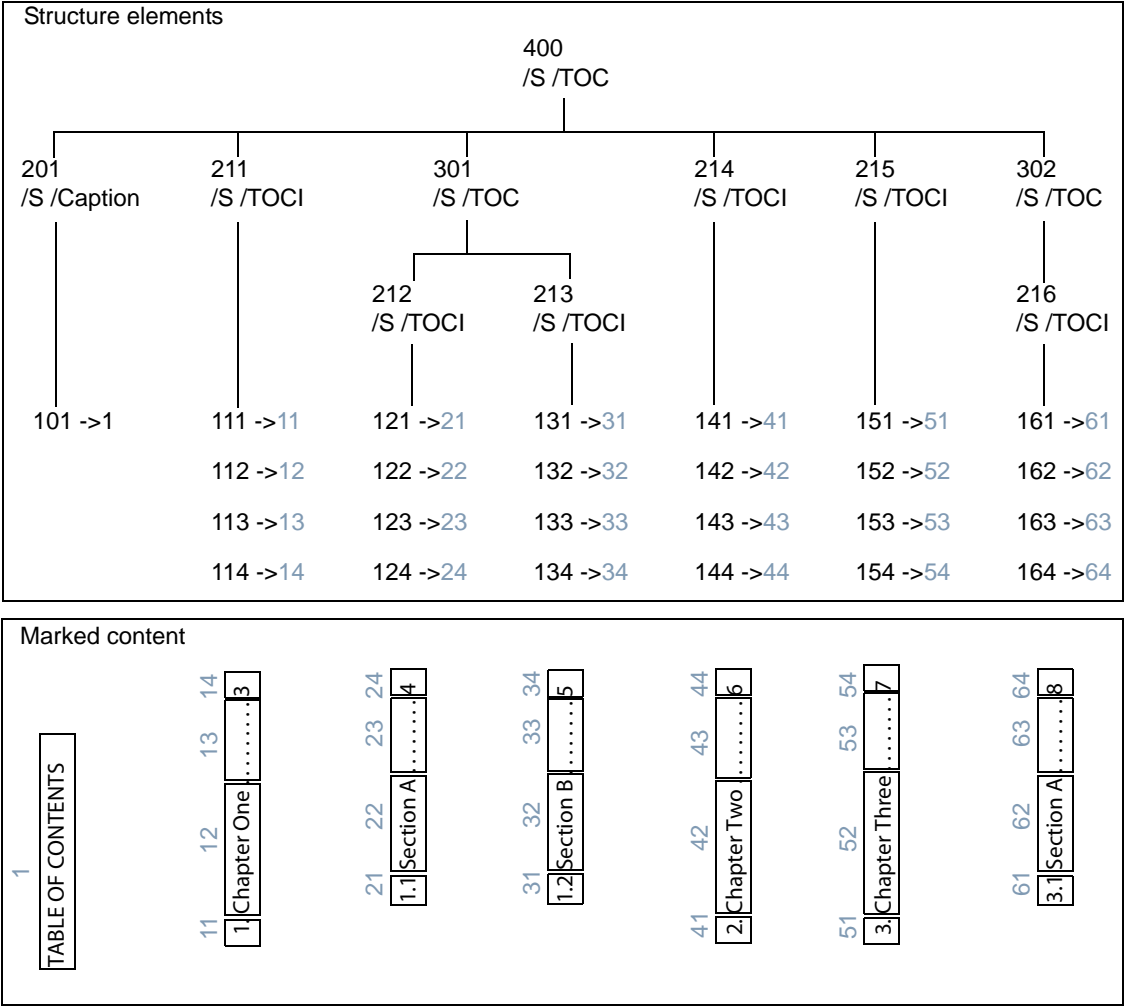 Structure elements
400
/S /TOC
201 211 301 214 215 302
/S /Caption /S /TOCI /S /TOC /S /TOCI /S /TOCI /S /TOC
212 213 216
/S /TOCI /S /TOCI /S /TOCI
101 ->1 111 ->11 121 ->21 131 ->31 141 ->41 151 ->51 161 ->61
112 ->12 122 ->22 132 ->32 142 ->42 152 ->52 162 ->62
113 ->13 123 ->23 133 ->33 143 ->43 153 ->53 163 ->63
114 ->14 124 ->24 134 ->34 144 ->44 154 ->54 164 ->64
Marked content
1
TABLE OF CONTENTS
11 12 13 14
1. Chapter One ........ 3
21 22 23 24
1.1 Section A ....... 4
31 32 33 34
1.2 Section B ....... 5
41 42 43 44
2. Chapter Two ........ 6
51 52 53 54
3. Chapter Three ........ 7
61 62 63 64
3.1 Section A ....... 8